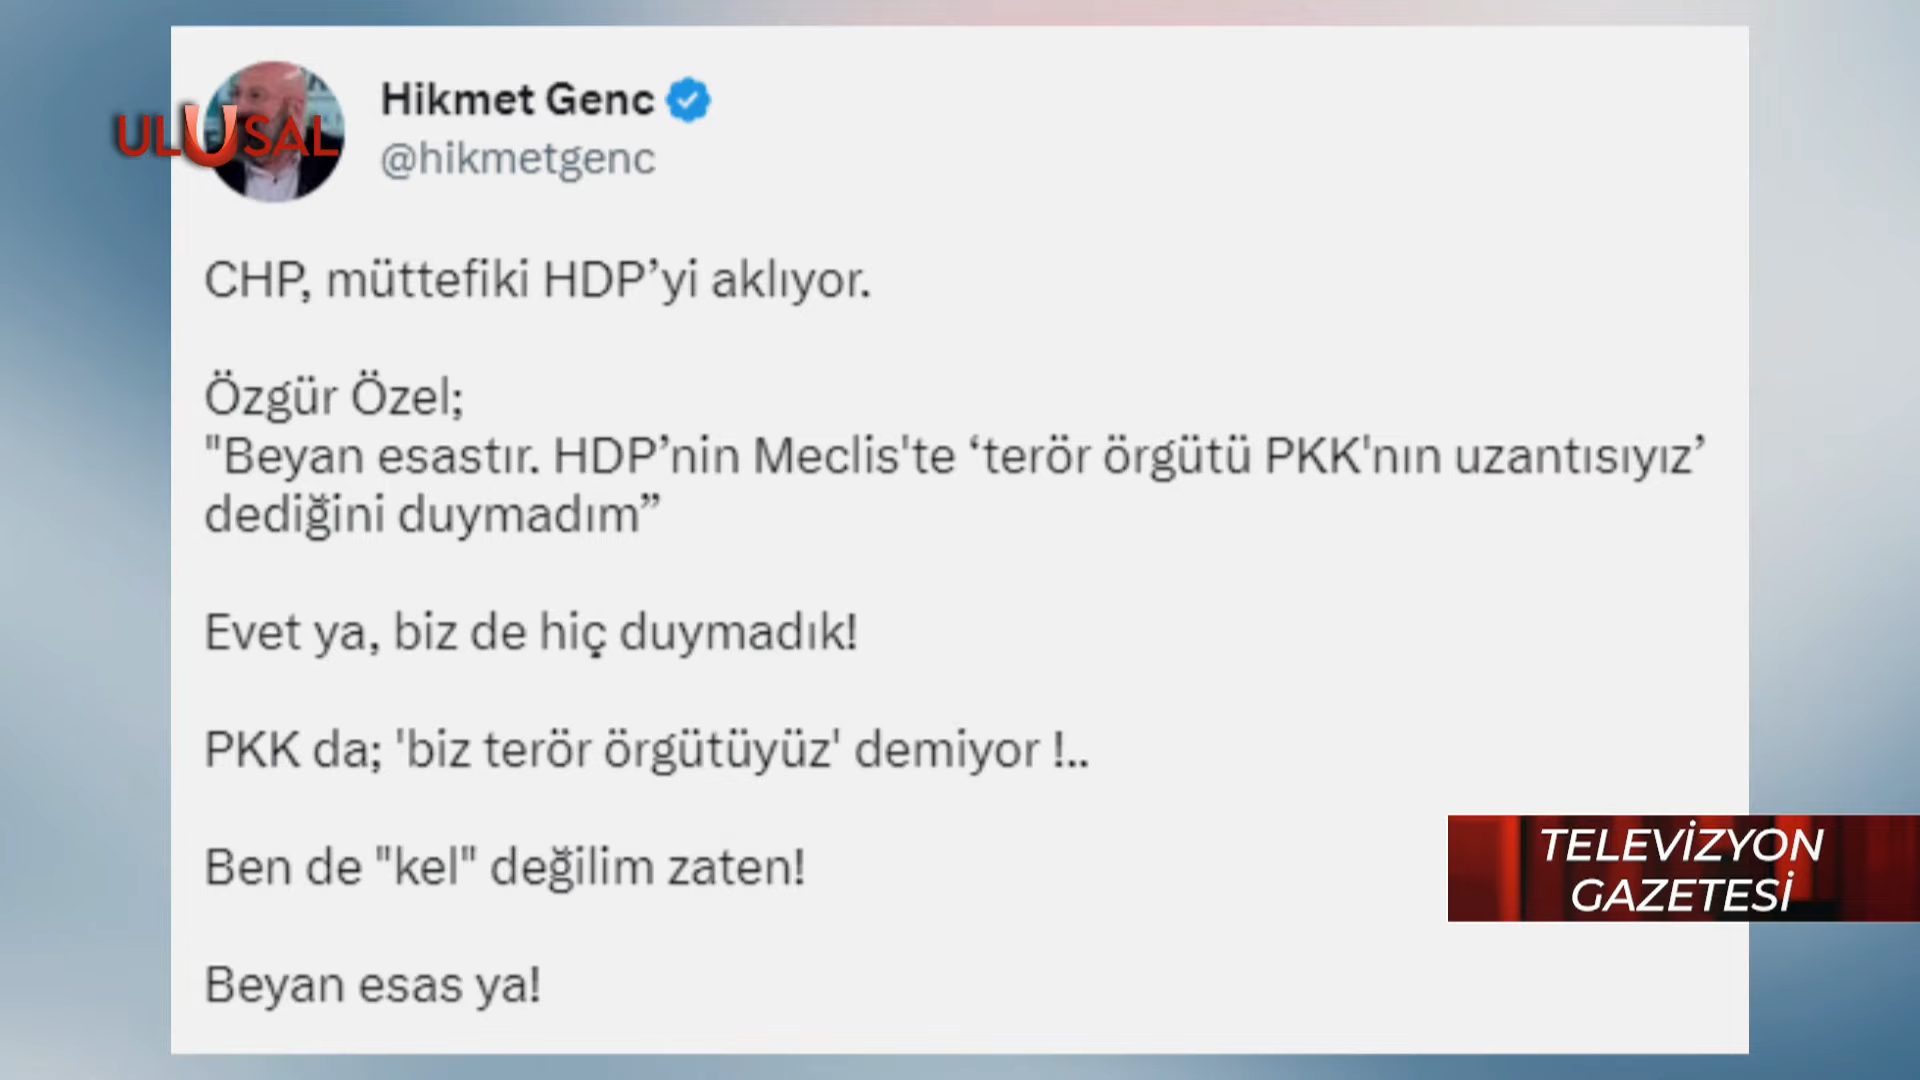 ULUSAL
Hikmet Genc
@hikmetgenc
CHP, müttefiki HDP’yi aklıyor.
Özgür Özel;
"Beyan esastır. HDP’nin Meclis'te ‘terör örgütü PKK'nın uzantısıyız’
dediğini duymadım”
Evet ya, biz de hiç duymadık!
PKK da; 'biz terör örgütüyüz' demiyor !..
Ben de "kel" değilim zaten!
Beyan esas ya!
TELEVİZYON
GAZETESİ